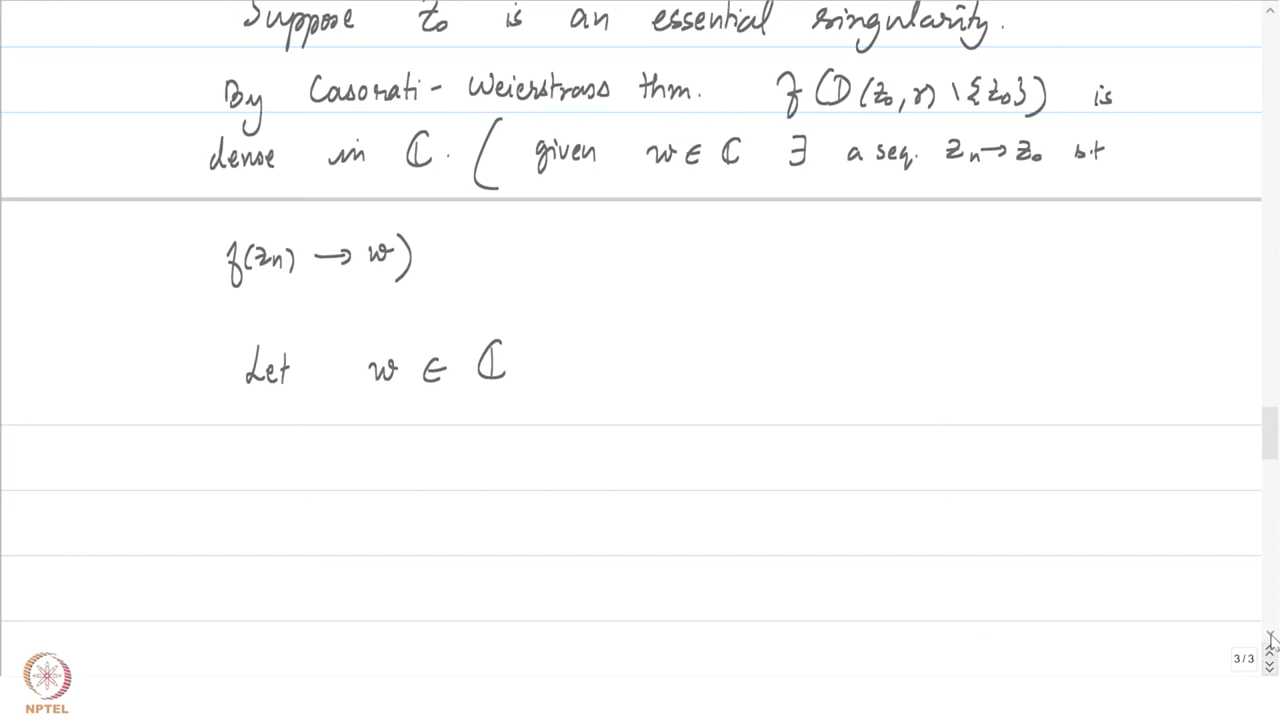 Suppose z₀ is an essential singularity.
By Casorati - Weierstrass thm. f(D(z₀, r) \ {z₀}) is
dense in ℂ. ( given w ∈ ℂ ∃ a seq. zₙ → z₀ s.t
f(zₙ) → w)
Let w ∈ ℂ
3 / 3
NPTEL